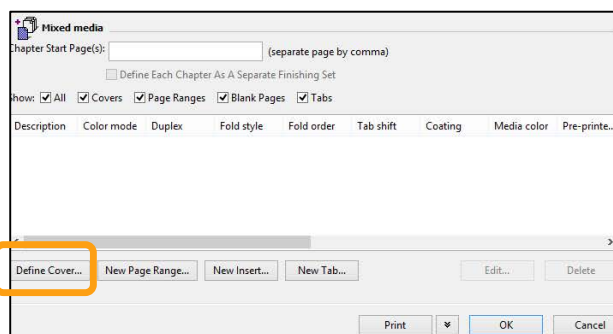 Mixed media
Chapter Start Page(s): (separate page by comma)
Define Each Chapter As A Separate Finishing Set
Show: All Covers Page Ranges Blank Pages Tabs
Description Color mode Duplex Fold style Fold order Tab shift Coating Media color Pre-printe...
Define Cover... New Page Range... New Insert... New Tab... Edit... Delete
Print OK Cancel